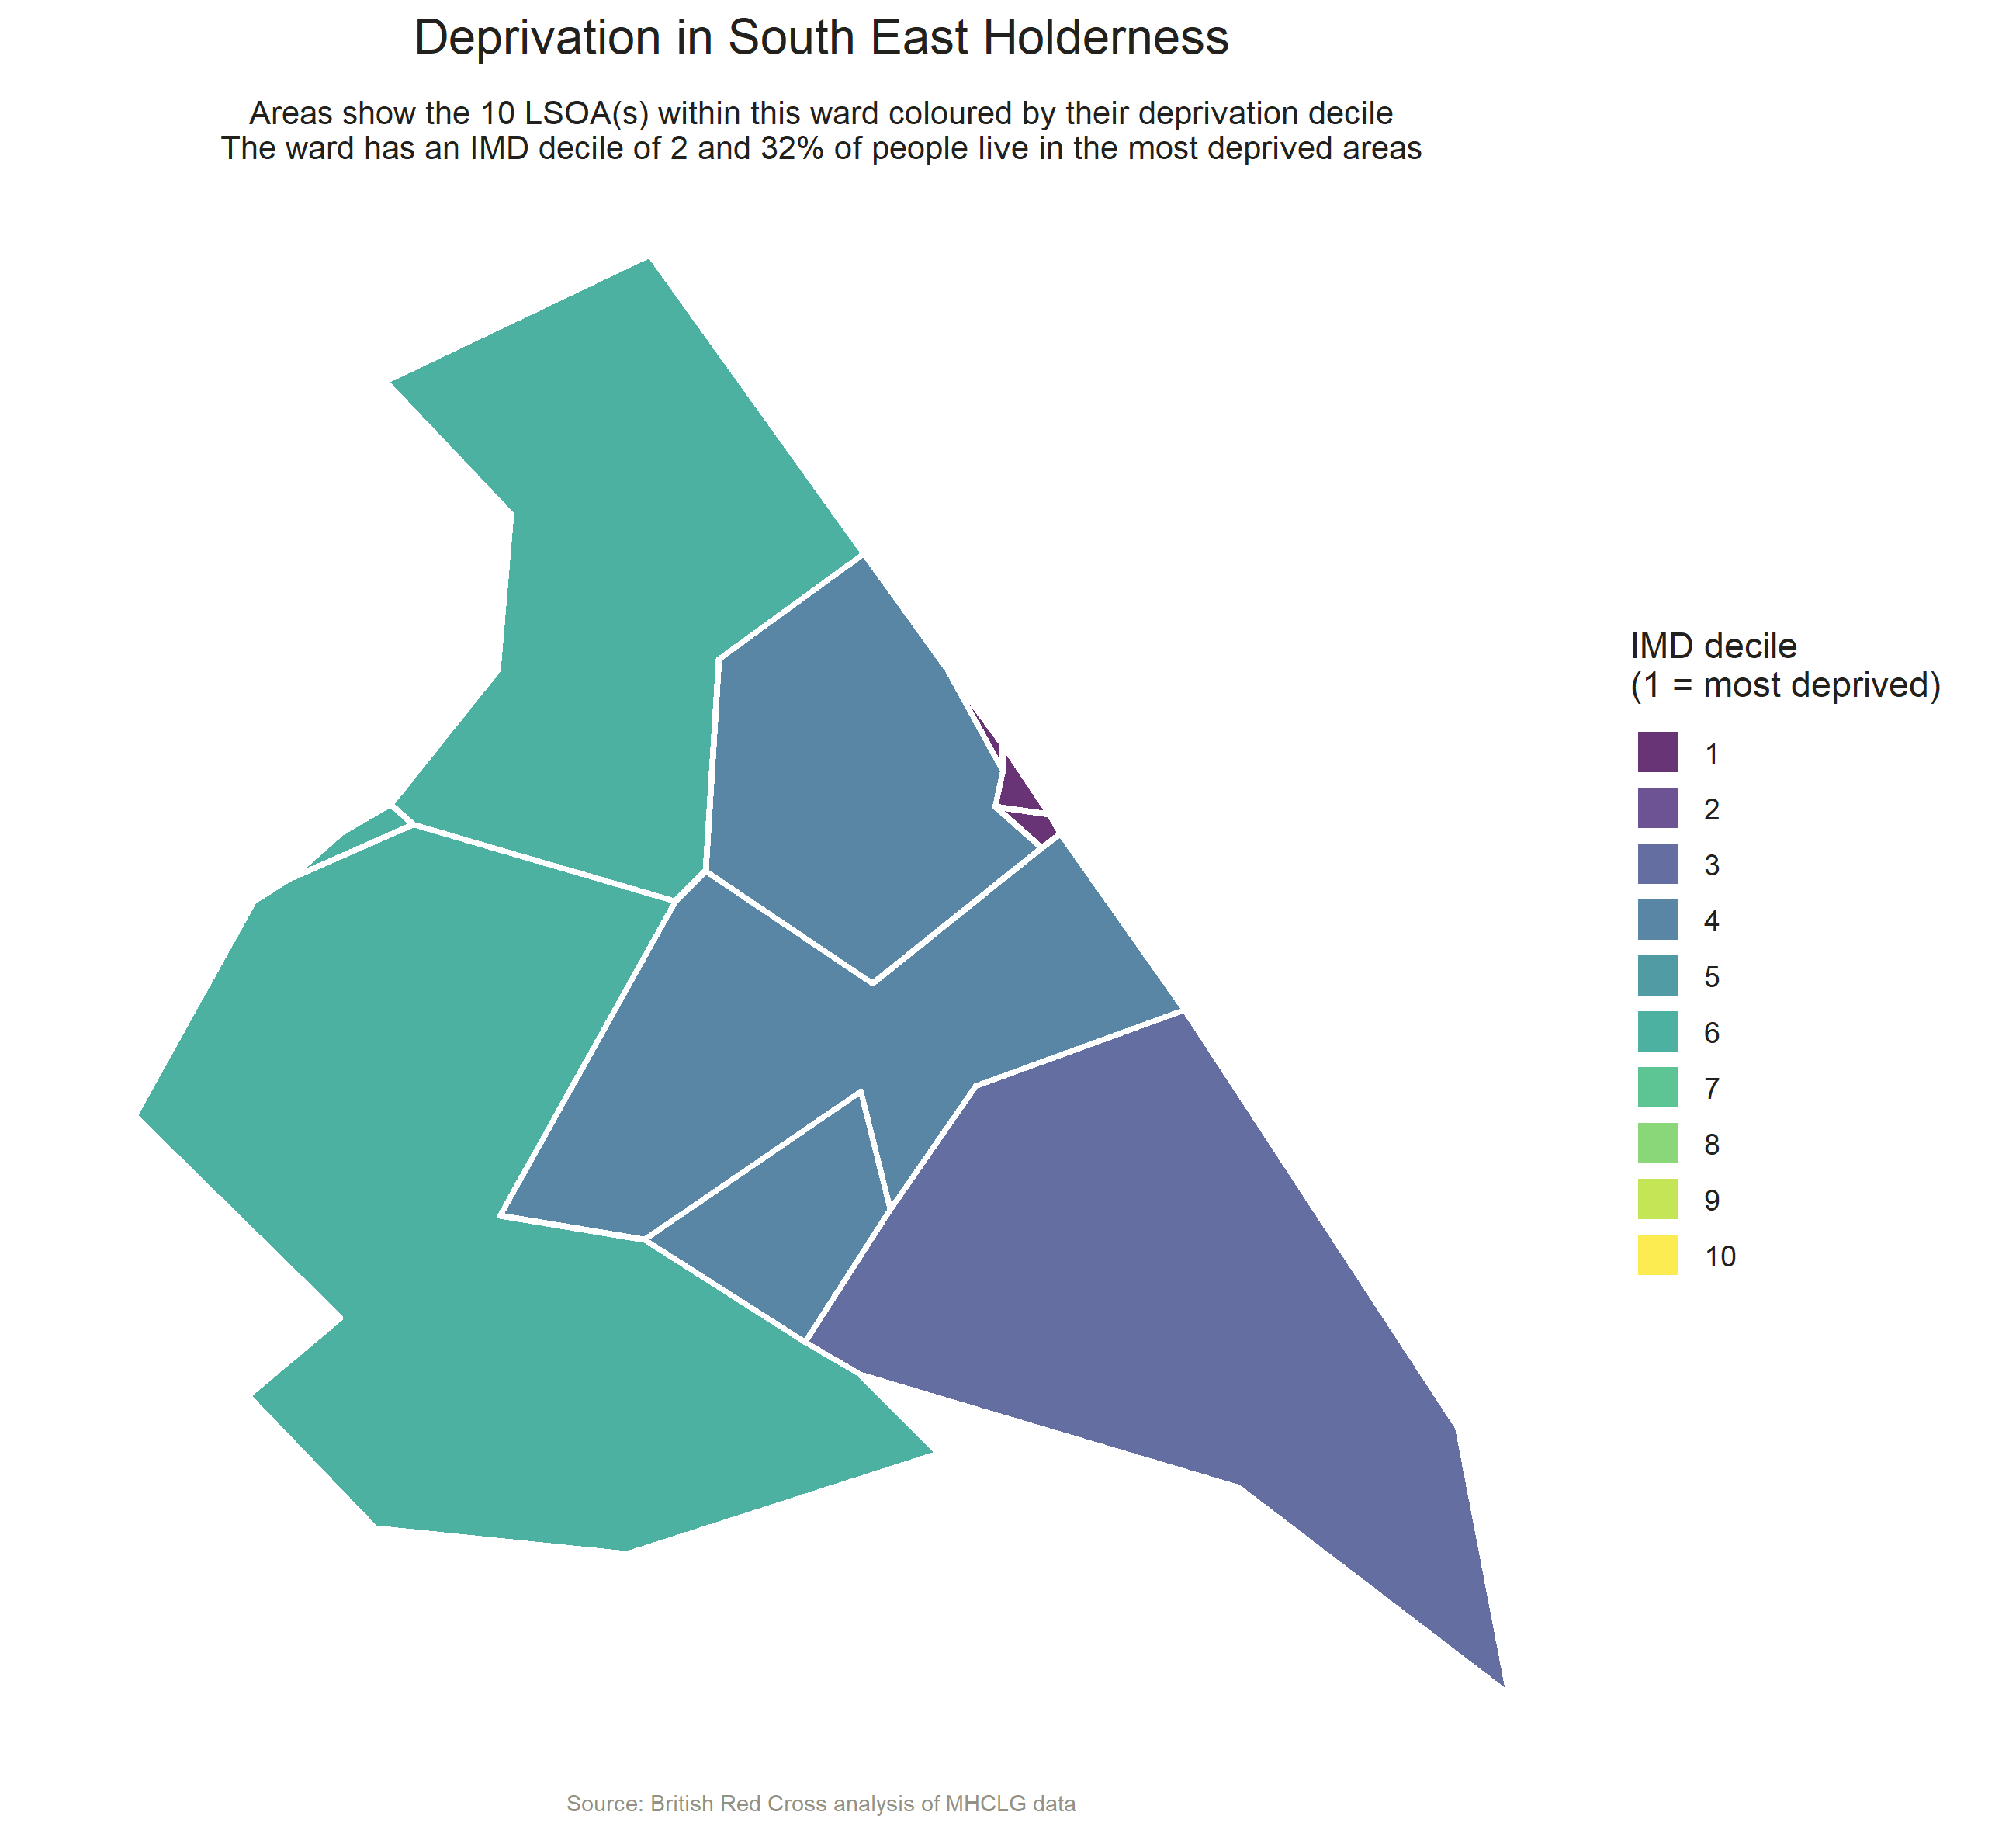 Deprivation in South East Holderness
Areas show the 10 LSOA(s) within this ward coloured by their deprivation decile
The ward has an IMD decile of 2 and 32% of people live in the most deprived areas
IMD decile
(1 = most deprived)
1
2
3
4
5
6
7
8
9
10
Source: British Red Cross analysis of MHCLG data